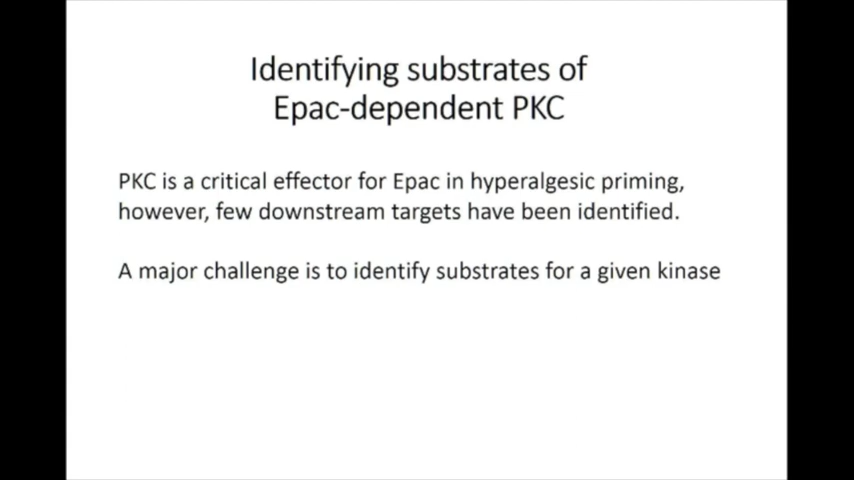 Identifying substrates of
Epac-dependent PKC
PKC is a critical effector for Epac in hyperalgesic priming,
however, few downstream targets have been identified.
A major challenge is to identify substrates for a given kinase